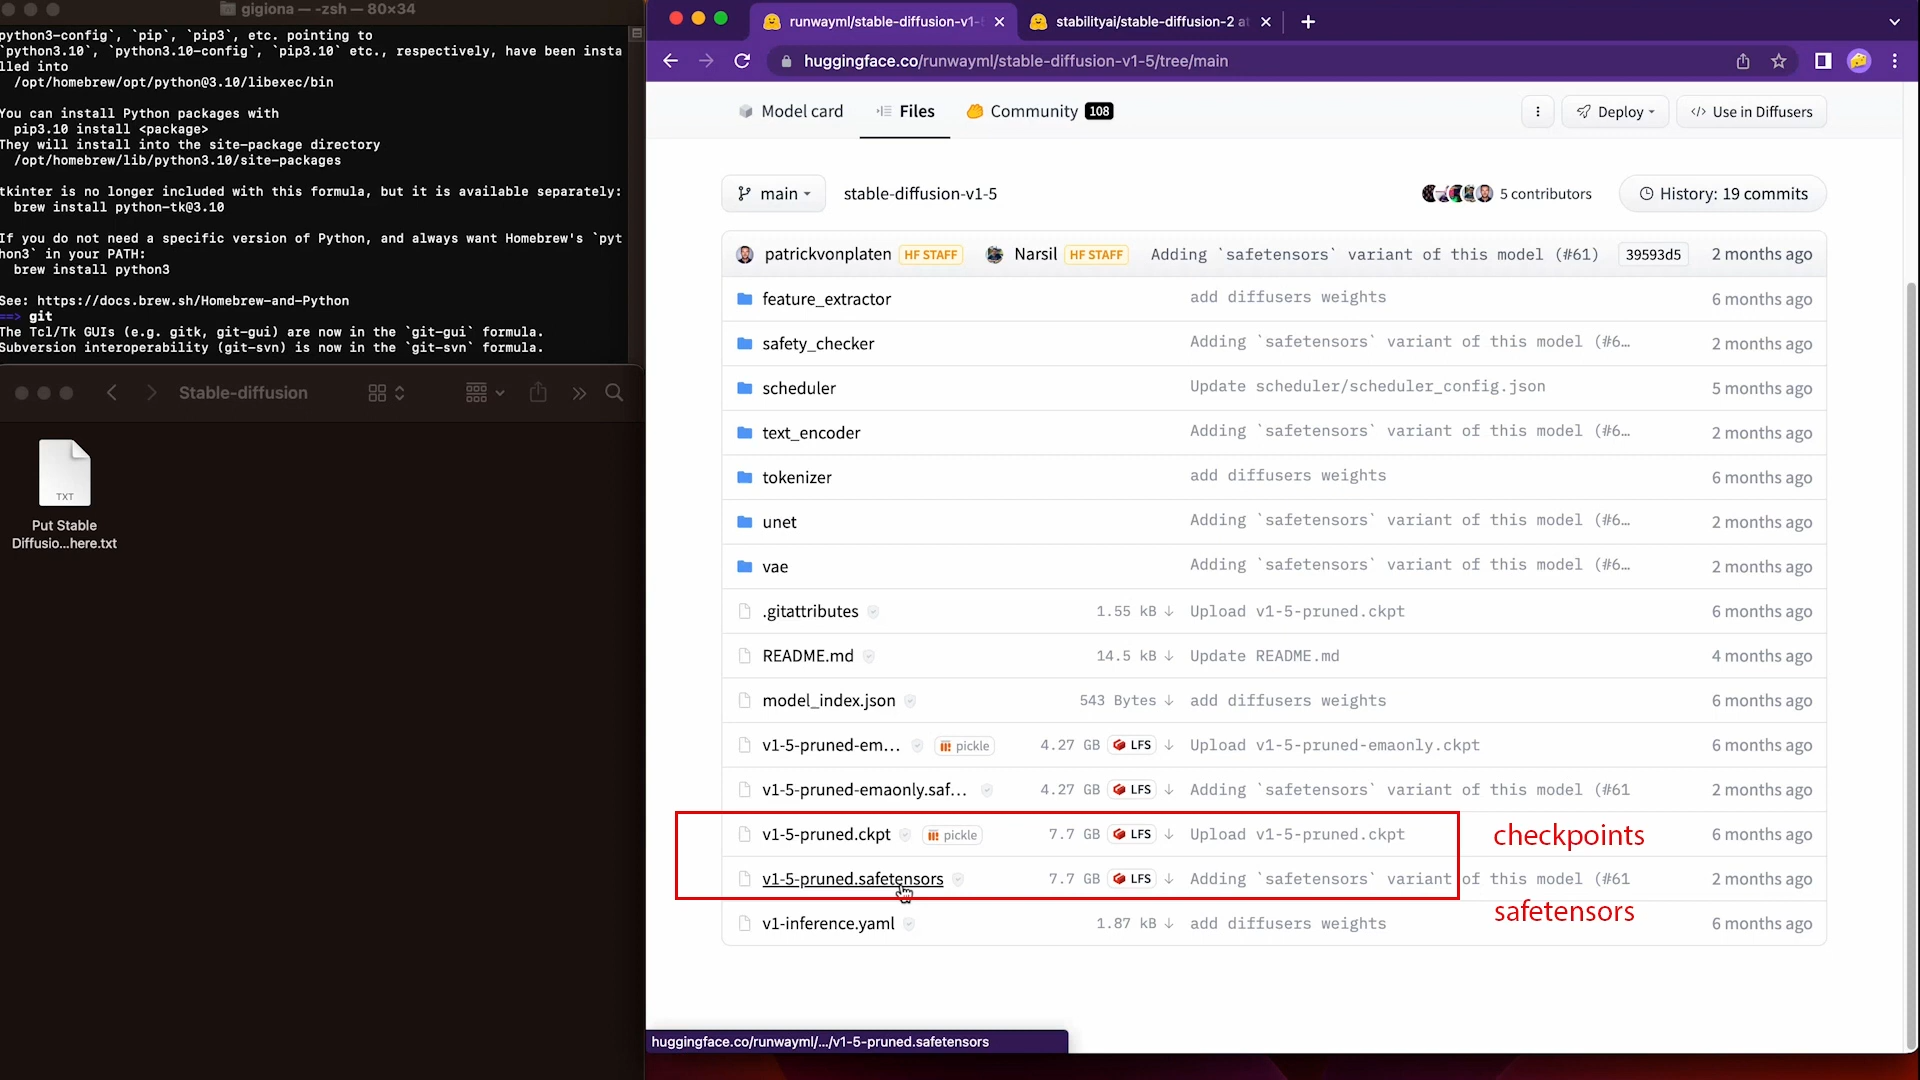 gigiona — -zsh — 80×34
python3-config`, `pip`, `pip3`, etc. pointing to
`python3.10`, `python3.10-config`, `pip3.10` etc., respectively, have been insta
lled into
/opt/homebrew/opt/python@3.10/libexec/bin
You can install Python packages with
pip3.10 install <package>
They will install into the site-package directory
/opt/homebrew/lib/python3.10/site-packages
tkinter is no longer included with this formula, but it is available separately:
brew install python-tk@3.10
If you do not need a specific version of Python, and always want Homebrew's `pyt
hon3` in your PATH:
brew install python3
See: https://docs.brew.sh/Homebrew-and-Python
==> git
The Tcl/Tk GUIs (e.g. gitk, git-gui) are now in the `git-gui` formula.
Subversion interoperability (git-svn) is now in the `git-svn` formula.
Stable-diffusion
TXT
Put Stable
Diffusio...here.txt
runwayml/stable-diffusion-v1-5
stabilityai/stable-diffusion-2 at
huggingface.co/runwayml/stable-diffusion-v1-5/tree/main
Model card Files Community 108 Deploy </> Use in Diffusers
main stable-diffusion-v1-5 5 contributors History: 19 commits
patrickvonplaten HF STAFF Narsil HF STAFF Adding `safetensors` variant of this model (#61) 39593d5 2 months ago
feature_extractor add diffusers weights 6 months ago
safety_checker Adding `safetensors` variant of this model (#6… 2 months ago
scheduler Update scheduler/scheduler_config.json 5 months ago
text_encoder Adding `safetensors` variant of this model (#6… 2 months ago
tokenizer add diffusers weights 6 months ago
unet Adding `safetensors` variant of this model (#6… 2 months ago
vae Adding `safetensors` variant of this model (#6… 2 months ago
.gitattributes 1.55 kB Upload v1-5-pruned.ckpt 6 months ago
README.md 14.5 kB Update README.md 4 months ago
model_index.json 543 Bytes add diffusers weights 6 months ago
v1-5-pruned-em... pickle 4.27 GB LFS Upload v1-5-pruned-emaonly.ckpt 6 months ago
v1-5-pruned-emaonly.saf... 4.27 GB LFS Adding `safetensors` variant of this model (#61 2 months ago
v1-5-pruned.ckpt pickle 7.7 GB LFS Upload v1-5-pruned.ckpt checkpoints 6 months ago
v1-5-pruned.safetensors 7.7 GB LFS Adding `safetensors` variant of this model (#61 2 months ago
safetensors
v1-inference.yaml 1.87 kB add diffusers weights 6 months ago
huggingface.co/runwayml/.../v1-5-pruned.safetensors